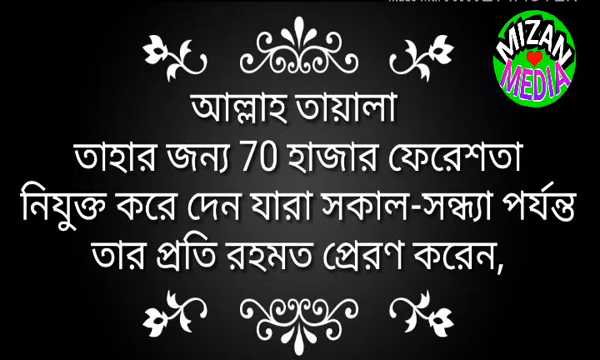 MIZAN
MEDIA
আল্লাহ তায়ালা
তাহার জন্য 70 হাজার ফেরেশতা
নিযুক্ত করে দেন যারা সকাল-সন্ধ্যা পর্যন্ত
তার প্রতি রহমত প্রেরণ করেন,